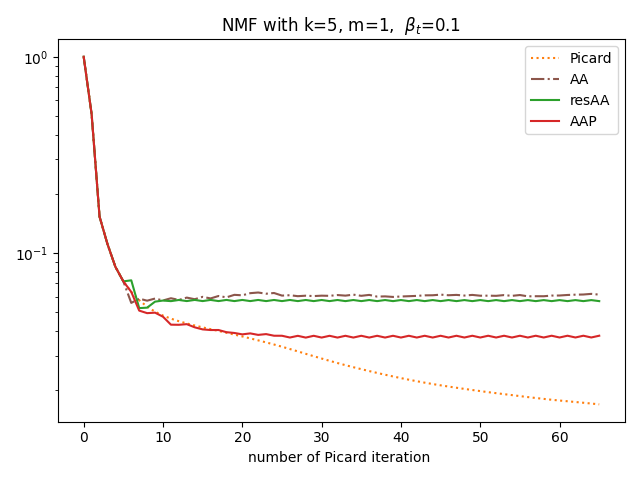 NMF with k=5, m=1, β_t=0.1
10^0
10^{-1}
Picard
AA
resAA
AAP
0 10 20 30 40 50 60
number of Picard iteration